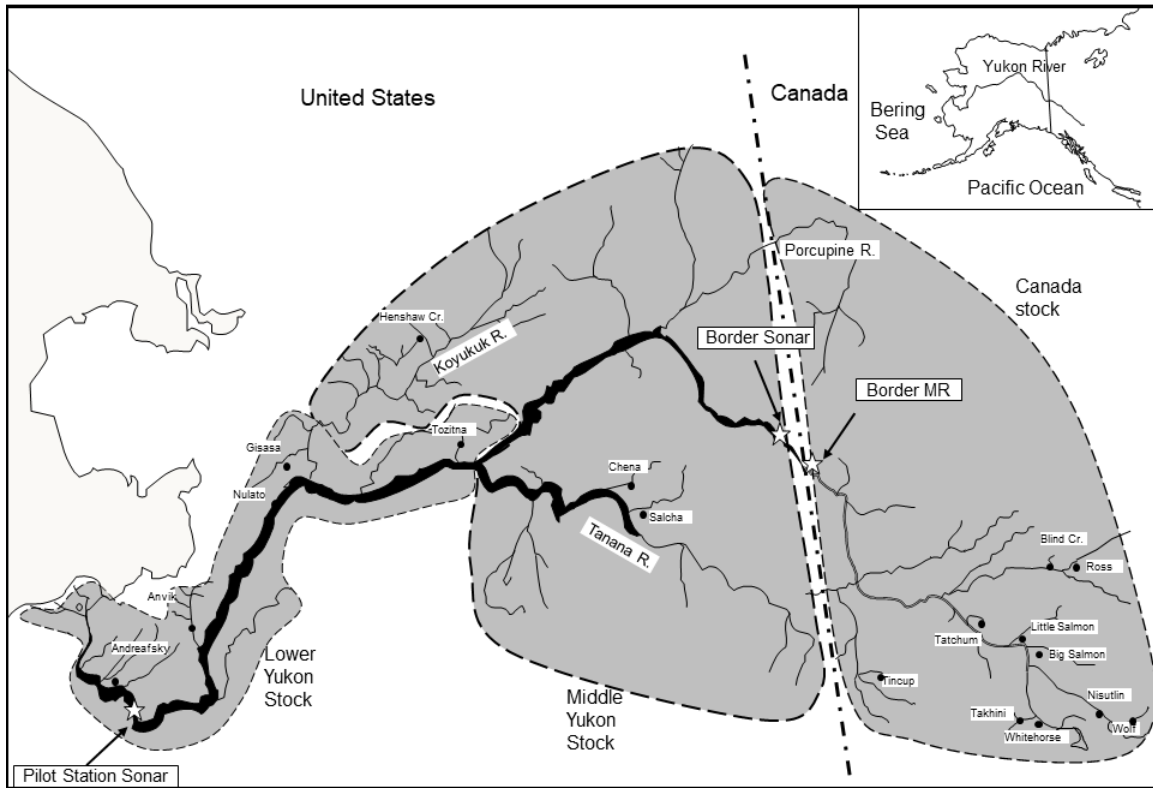 United States
Canada
Yukon River
Bering
Sea
Pacific Ocean
Porcupine R.
Canada
stock
Henshaw Cr.
Koyukuk R.
Border Sonar
Border MR
Tozitna
Gisasa
Nulato
Chena
Salcha
Tanana R.
Blind Cr.
Ross
Anvik
Andreafsky
Lower
Yukon
Stock
Middle
Yukon
Stock
Tatchum
Little Salmon
Big Salmon
Tincup
Nisutlin
Takhini
Wolf
Whitehorse
Pilot Station Sonar